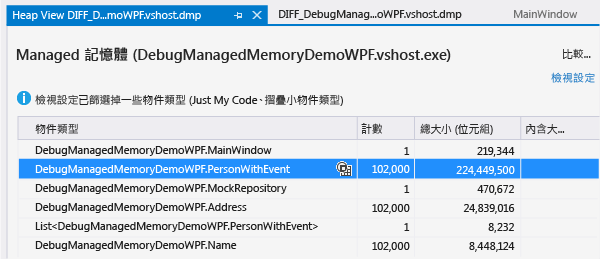 Heap View DIFF_D...moWPF.vshost.dmp DIFF_DebugManag...oWPF.vshost.dmp MainWindow
Managed 記憶體 (DebugManagedMemoryDemoWPF.vshost.exe) 比較...
檢視設定
檢視設定已篩選掉一些物件類型 (Just My Code、摺疊小物件類型)
物件類型 計數 總大小 (位元組) 內含大...
DebugManagedMemoryDemoWPF.MainWindow 1 219,344
DebugManagedMemoryDemoWPF.PersonWithEvent 102,000 224,449,500
DebugManagedMemoryDemoWPF.MockRepository 1 470,672
DebugManagedMemoryDemoWPF.Address 102,000 24,839,016
List<DebugManagedMemoryDemoWPF.PersonWithEvent> 1 8,232
DebugManagedMemoryDemoWPF.Name 102,000 8,448,124